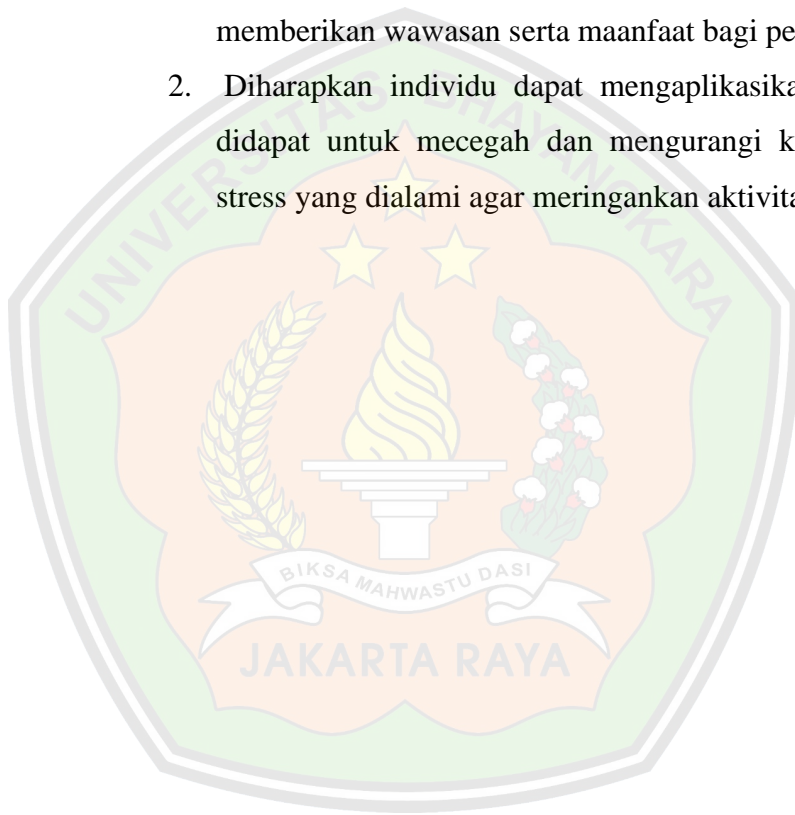 memberikan wawasan serta maanfaat bagi pe
2. Diharapkan individu dapat mengaplikasika
didapat untuk mecegah dan mengurangi k
stress yang dialami agar meringankan aktivita
UNIVERSITAS BHAYANGKARA
BIKSA MAHWASTU DASI
JAKARTA RAYA